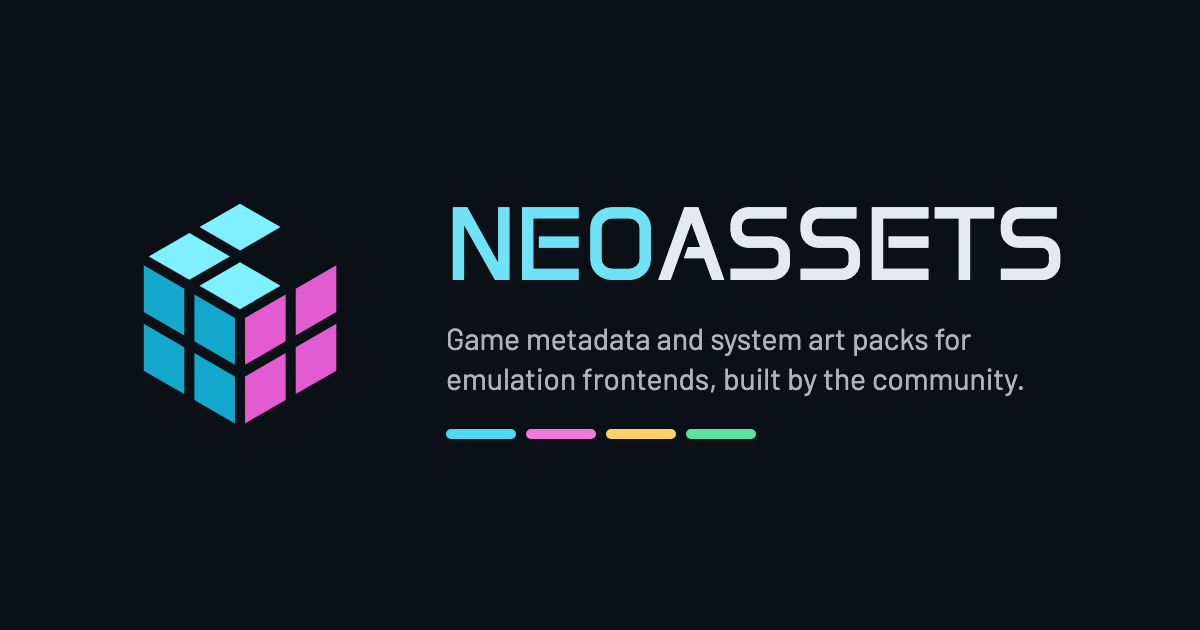 NEOASSETS
Game metadata and system art packs for
emulation frontends, built by the community.